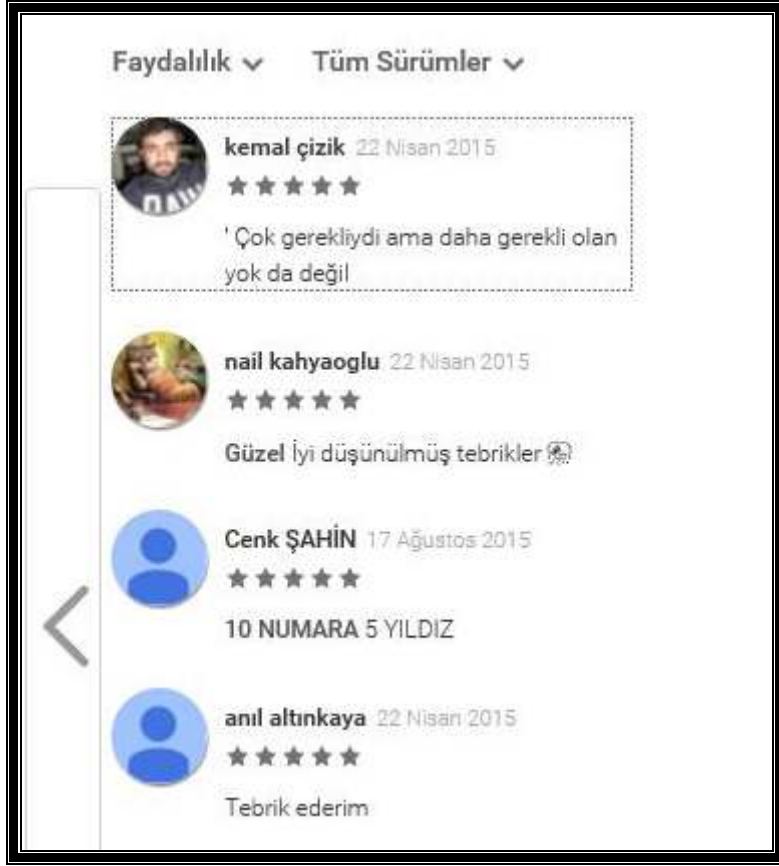 Faydalılık Tüm Sürümler
kemal çizik 22 Nisan 2015
' Çok gerekliydi ama daha gerekli olan
yok da değil
nail kahyaoglu 22 Nisan 2015
Güzel İyi düşünülmüş tebrikler
Cenk ŞAHİN 17 Ağustos 2015
10 NUMARA 5 YILDIZ
anıl altınkaya 22 Nisan 2015
Tebrik ederim